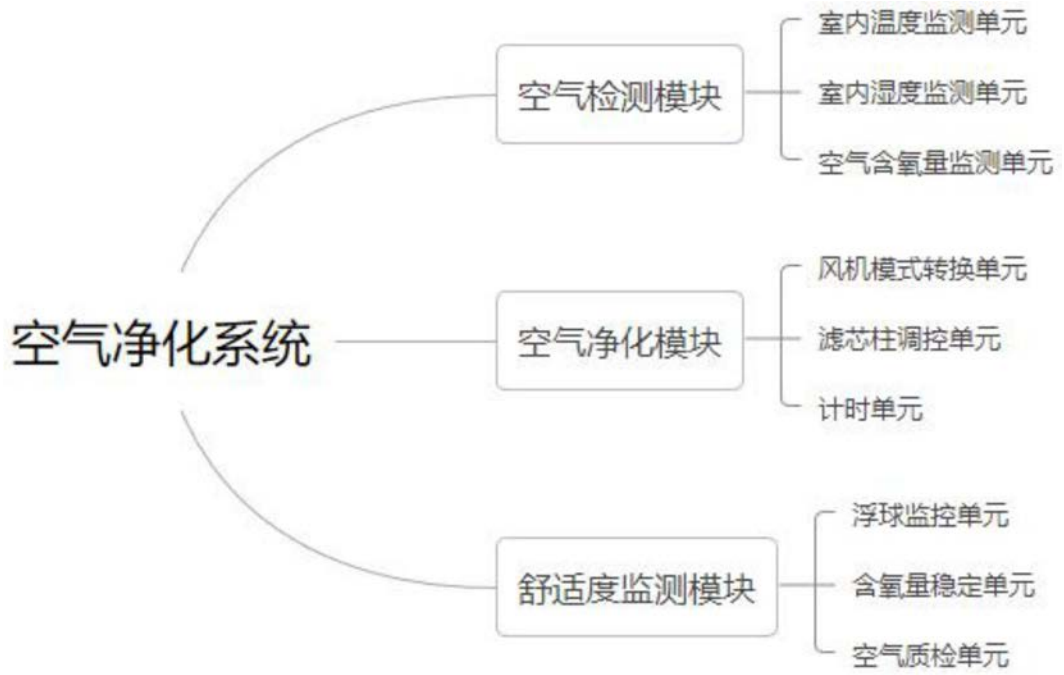 空气净化系统
空气检测模块
室内温度监测单元
室内湿度监测单元
空气含氧量监测单元
空气净化模块
风机模式转换单元
滤芯柱调控单元
计时单元
舒适度监测模块
浮球监控单元
含氧量稳定单元
空气质检单元